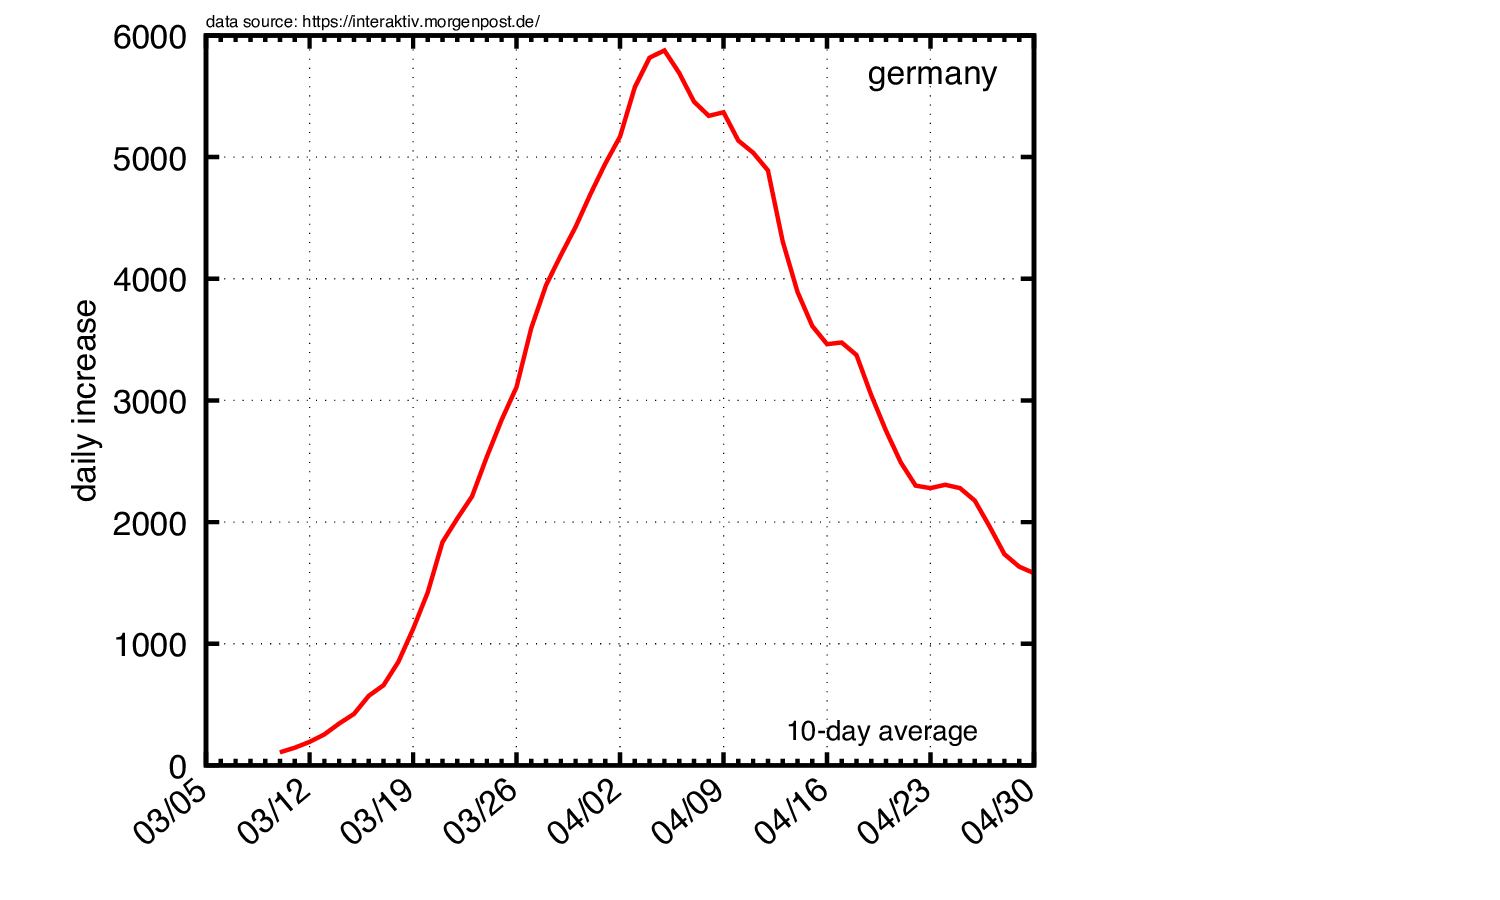 data source: https://interaktiv.morgenpost.de/
6000
germany
5000
4000
daily increase
3000
2000
1000
10-day average
0
03/05 03/12 03/19 03/26 04/02 04/09 04/16 04/23 04/30